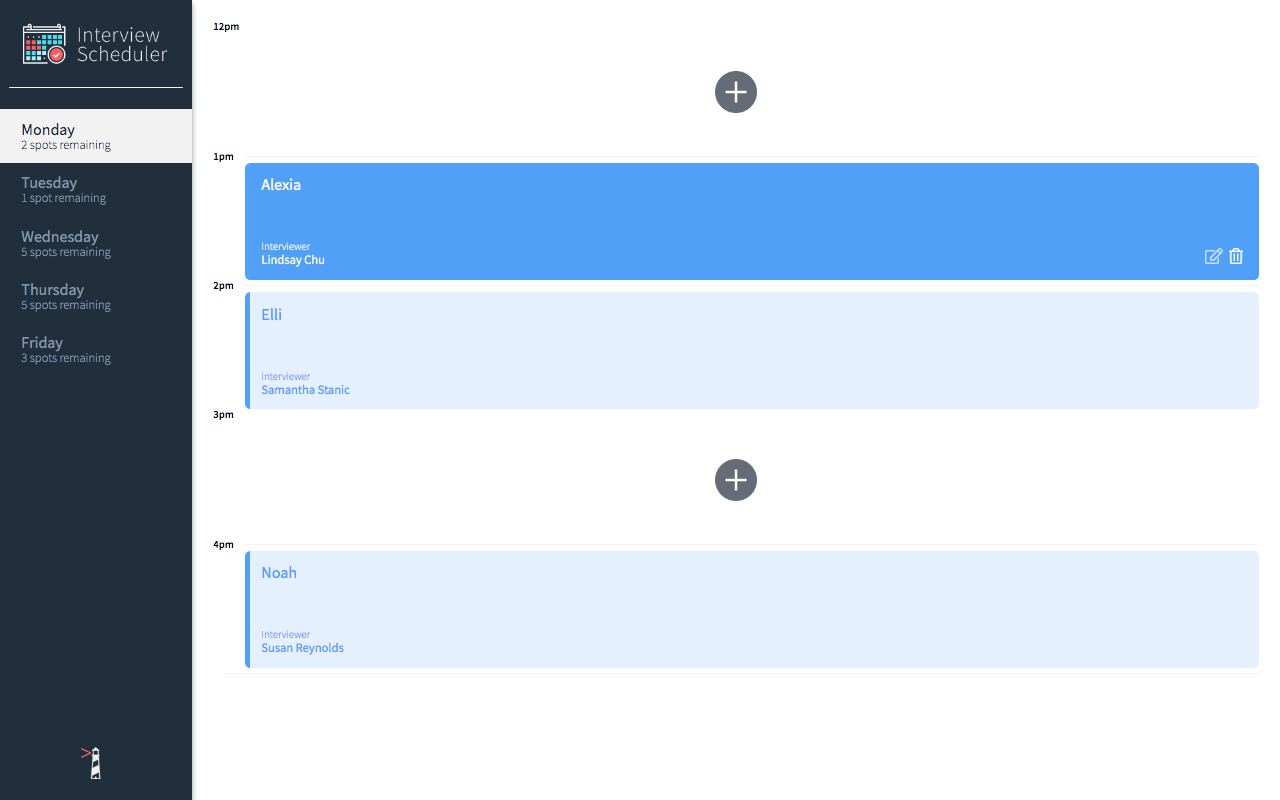 Interview
Scheduler
Monday
2 spots remaining
Tuesday
1 spot remaining
Wednesday
5 spots remaining
Thursday
5 spots remaining
Friday
3 spots remaining
12pm
1pm
Alexia
Interviewer
Lindsay Chu
2pm
Elli
Interviewer
Samantha Stanic
3pm
4pm
Noah
Interviewer
Susan Reynolds